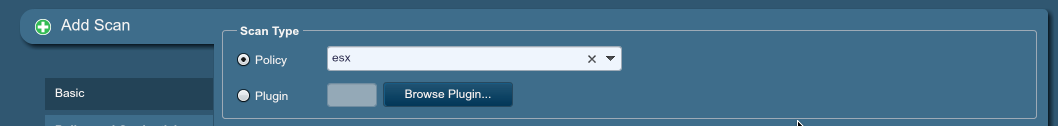 Add Scan
Scan Type
Policy
esx
Plugin
Browse Plugin...
Basic